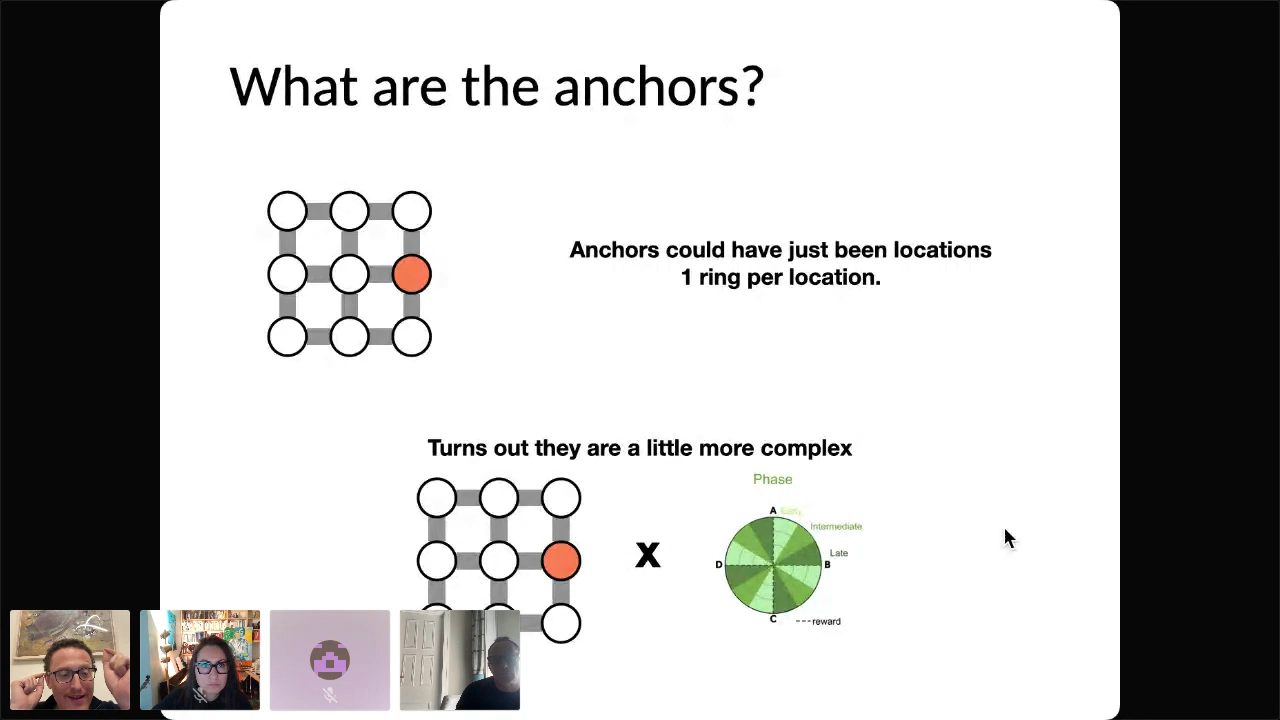 What are the anchors?
Anchors could have just been locations
1 ring per location.
Turns out they are a little more complex
Phase
A Early
Intermediate
Late
D
B
x
C
---reward